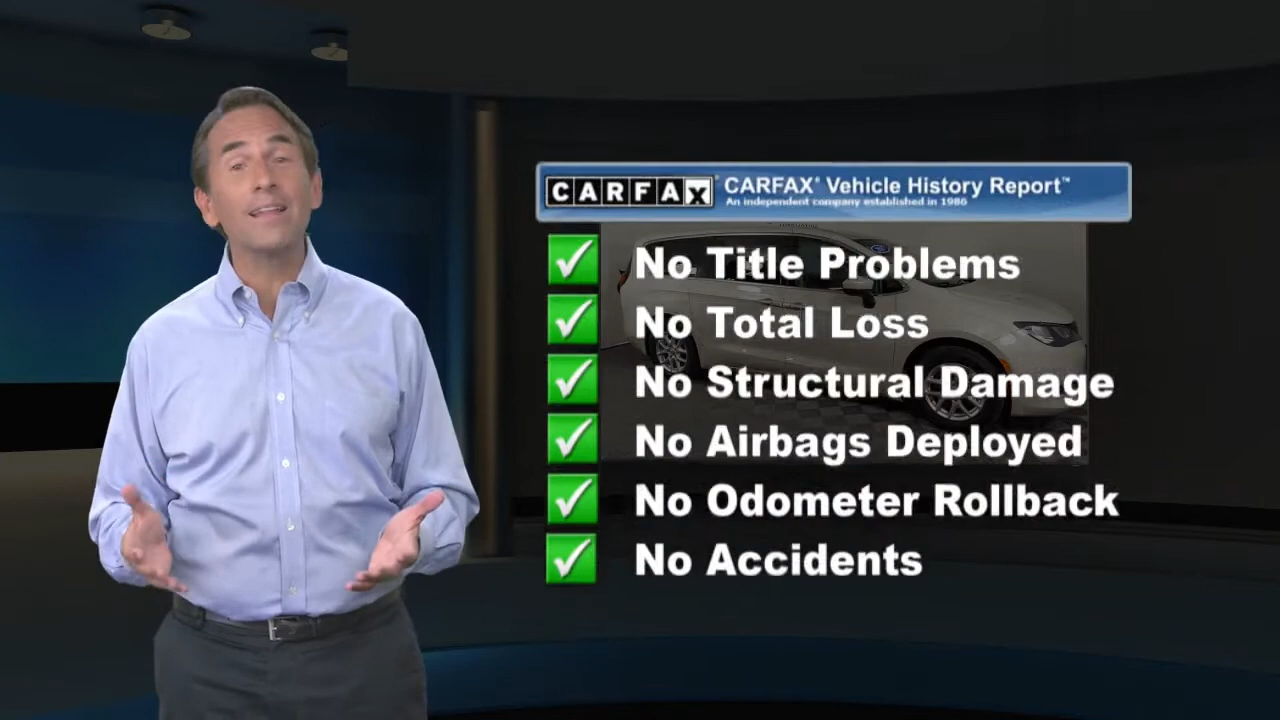 CARFAX
CARFAX® Vehicle History Report™
An independent company established in 1986
No Title Problems
No Total Loss
No Structural Damage
No Airbags Deployed
No Odometer Rollback
No Accidents